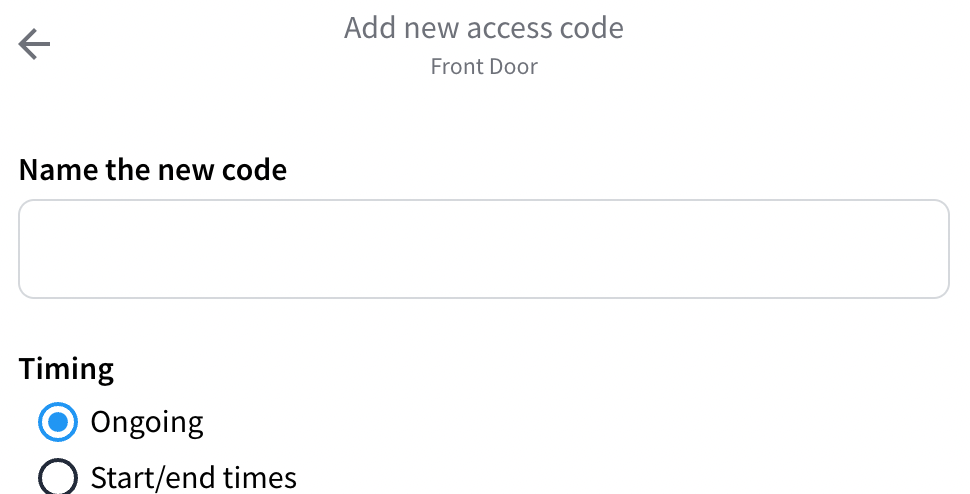 Add new access code
Front Door
Name the new code
Timing
Ongoing
Start/end times